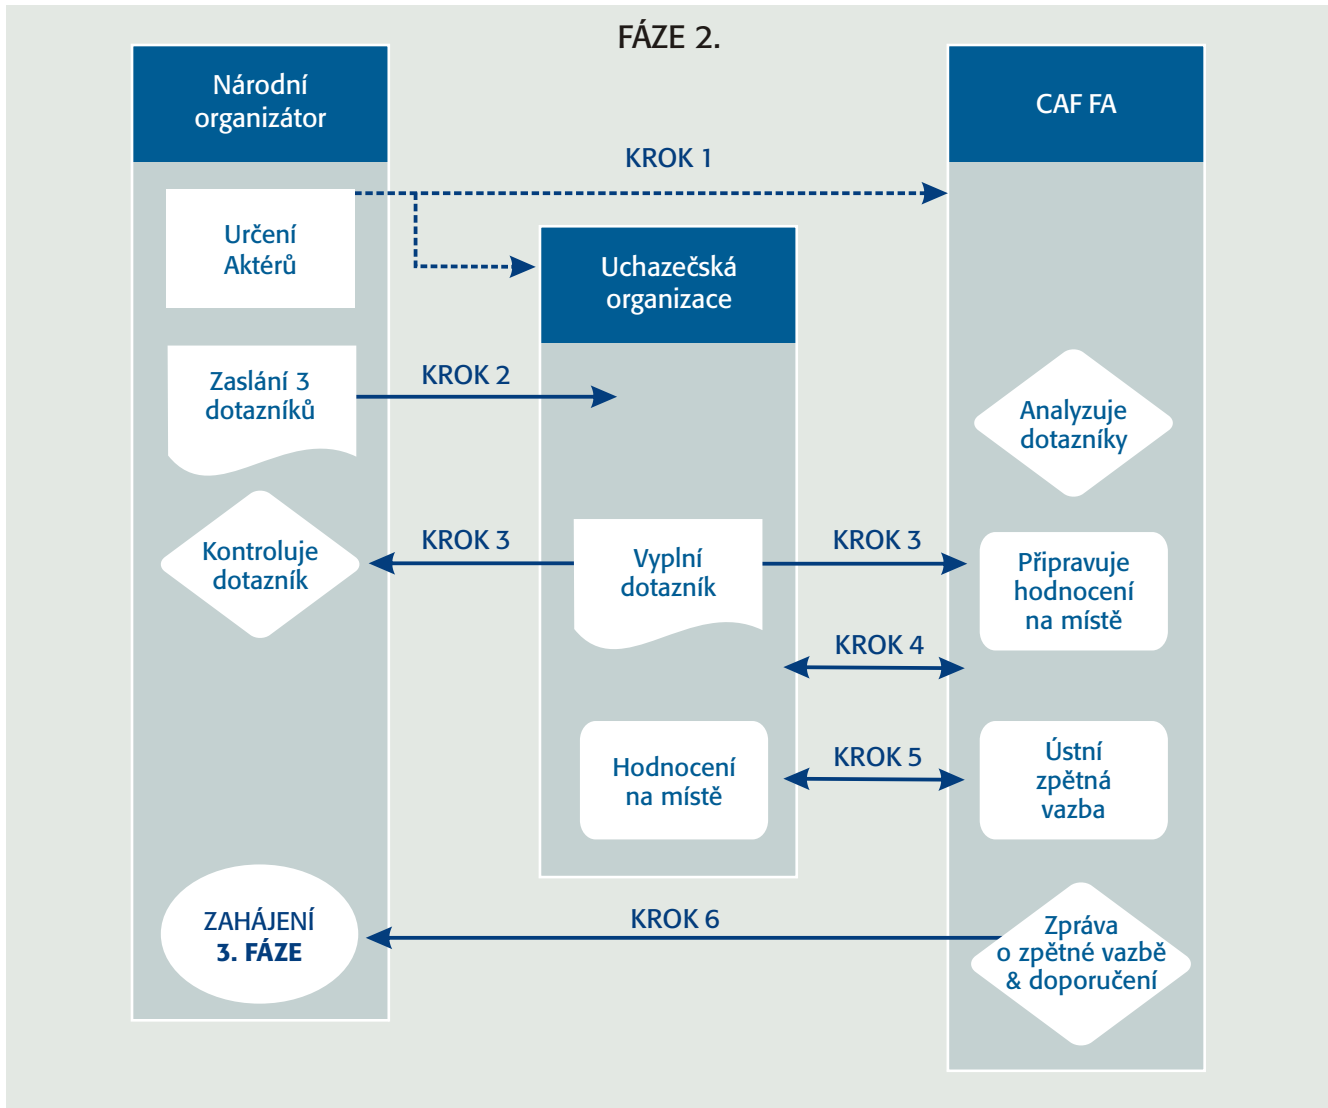 FÁZE 2.
Národní
organizátor
CAF FA
KROK 1
Určení
Aktérů
Uchazečská
organizace
Zaslání 3
dotazníků
KROK 2
Analyzuje
dotazníky
Kontroluje
dotazník
KROK 3
Vyplní
dotazník
KROK 3
Připravuje
hodnocení
na místě
KROK 4
Hodnocení
na místě
KROK 5
Ústní
zpětná
vazba
ZAHÁJENÍ
3. FÁZE
KROK 6
Zpráva
o zpětné vazbě
& doporučení